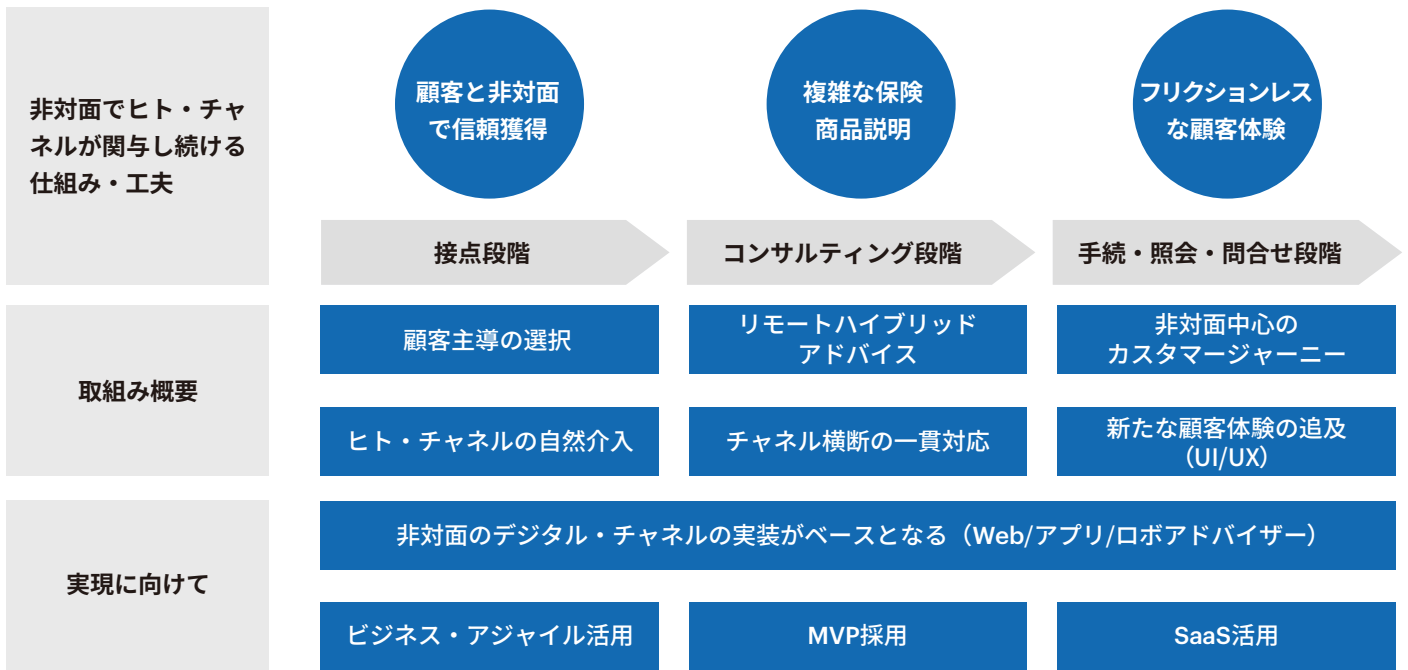 非対面でヒト・チャ
ネルが関与し続ける
仕組み・工夫
顧客と非対面
で信頼獲得
複雑な保険
商品説明
フリクションレス
な顧客体験
接点段階
コンサルティング段階
手続・照会・問合せ段階
取組み概要
顧客主導の選択
リモートハイブリッド
アドバイス
非対面中心の
カスタマージャーニー
ヒト・チャネルの自然介入
チャネル横断の一貫対応
新たな顧客体験の追及
（UI/UX）
実現に向けて
非対面のデジタル・チャネルの実装がベースとなる（Web/アプリ/ロボアドバイザー）
ビジネス・アジャイル活用
MVP採用
SaaS活用